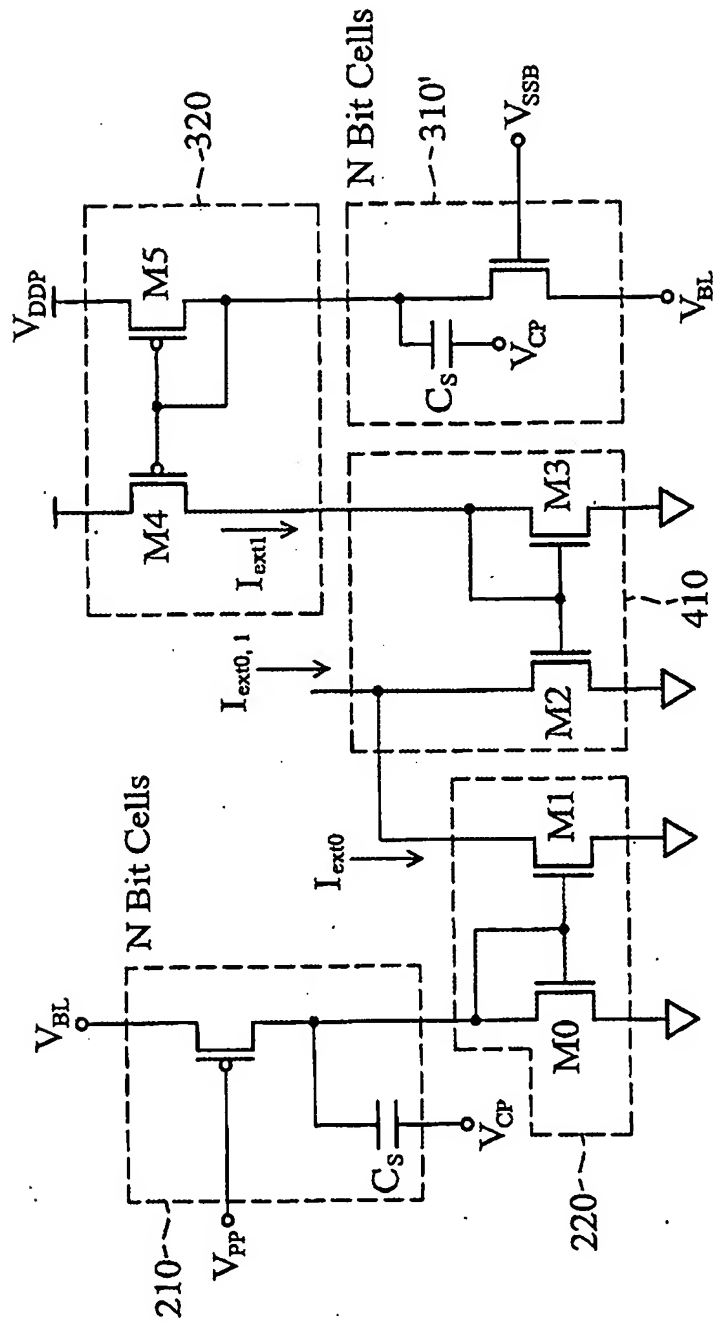 V_BL
N Bit Cells
210
V_PP
C_S
V_CP
220
M0
M1
I_ext0
I_ext0, 1
M2
M3
410
I_ext1
M4
M5
V_DDP
320
N Bit Cells
310'
C_S
V_CP
V_SSB
V_BL